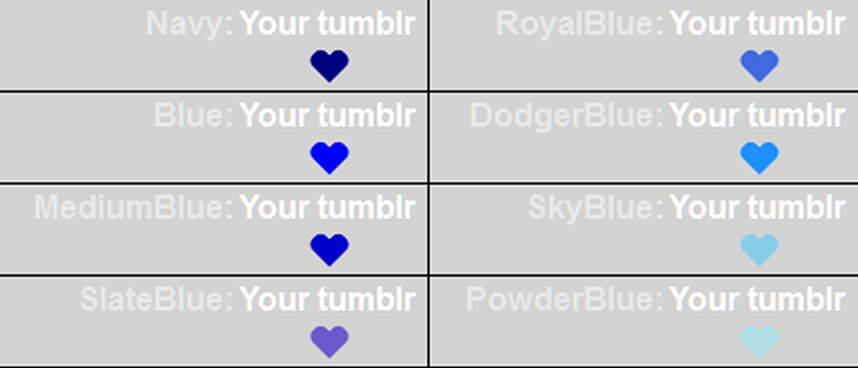 Navy: Your tumblr
RoyalBlue: Your tumblr
Blue: Your tumblr
DodgerBlue: Your tumblr
MediumBlue: Your tumblr
SkyBlue: Your tumblr
SlateBlue: Your tumblr
PowderBlue: Your tumblr